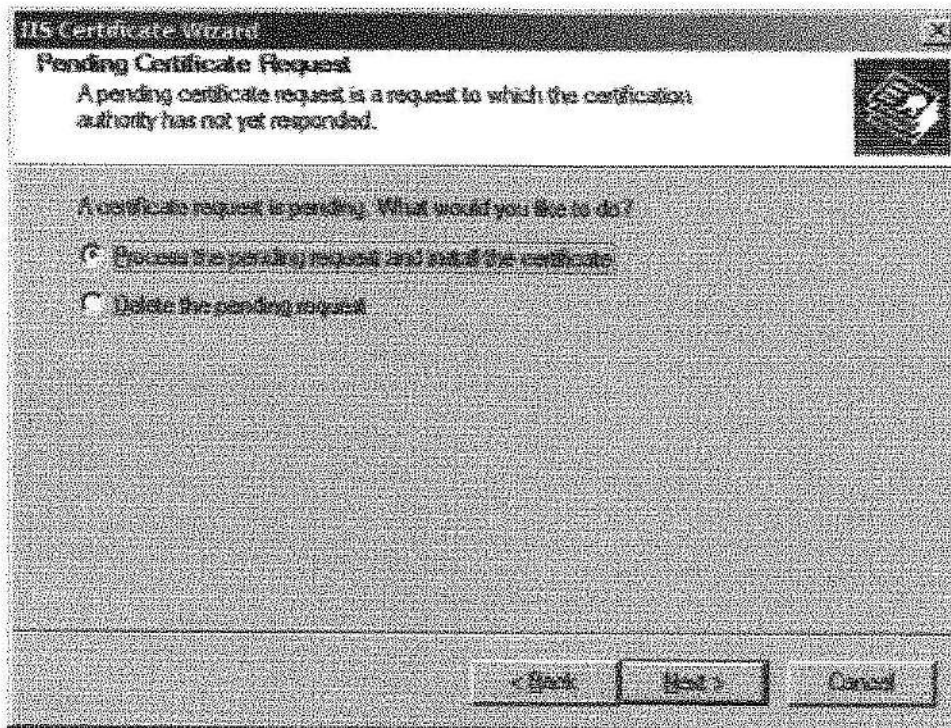 IIS Certificate Wizard
Pending Certificate Request
A pending certificate request is a request to which the certification
authority has not yet responded.
A certificate request is pending. What would you like to do?
Process the pending request and install the certificate
Delete the pending request
< Back
Next >
Cancel